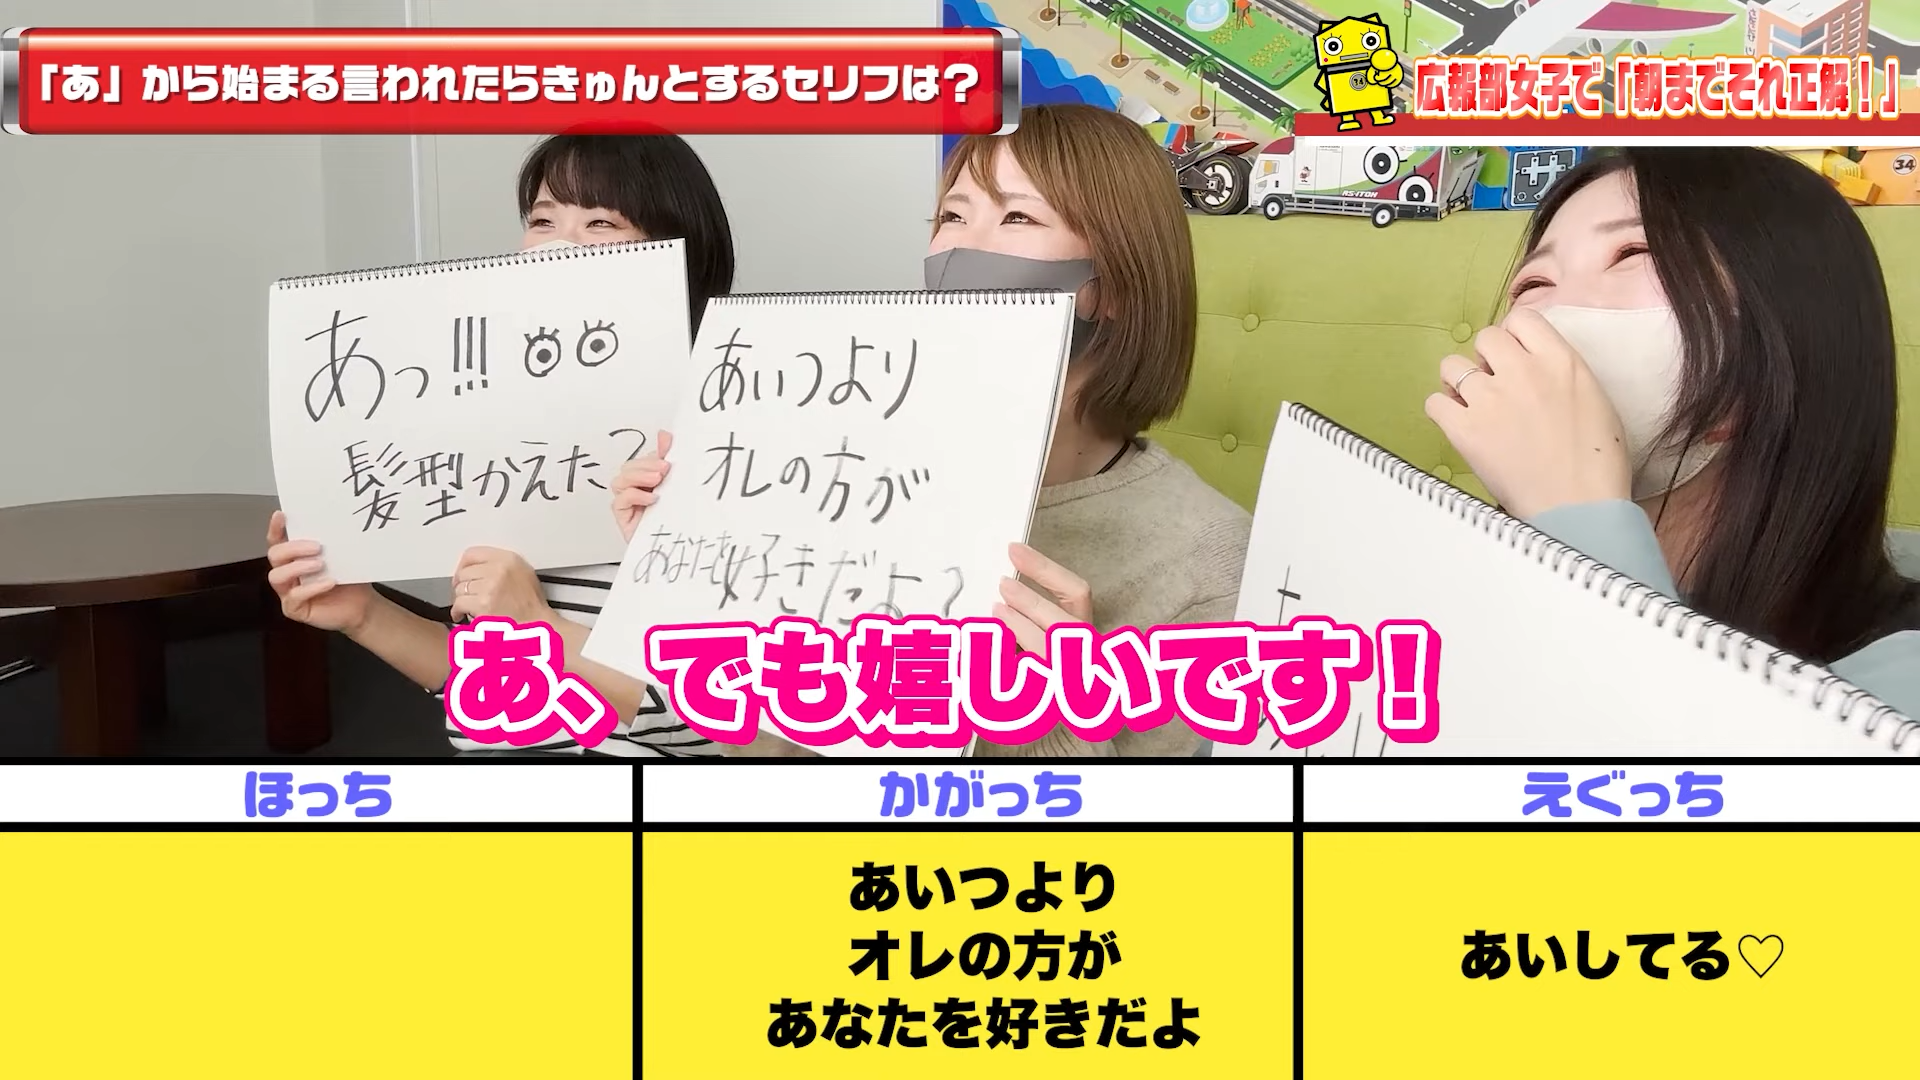 「あ」から始まる言われたらきゅんとするセリフは？
広報部女子で「朝までそれ正解！」
34
RS-ITOH
サ
34
あっ!!!
髪型かえた?
あいつより
オレの方が
あなたを好きだよ?
あ、でも嬉しいです！
ほっち
かがっち
えぐっち
あいつより
オレの方が
あなたを好きだよ
あいしてる♡